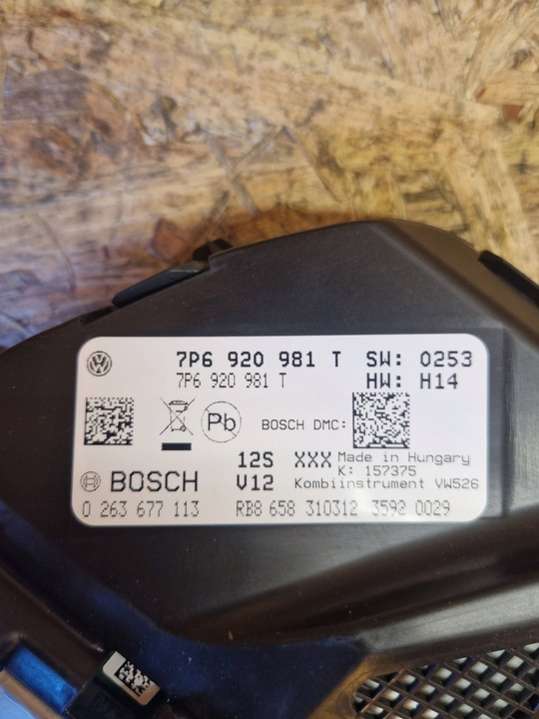 7P6 920 981 T SW: 0253
7P6 920 981 T HW: H14
Pb BOSCH DMC:
12S XXX Made in Hungary
K: 157375
BOSCH V12 Kombiinstrument VW526
0 263 677 113 RB8 658 310312 3592 0029